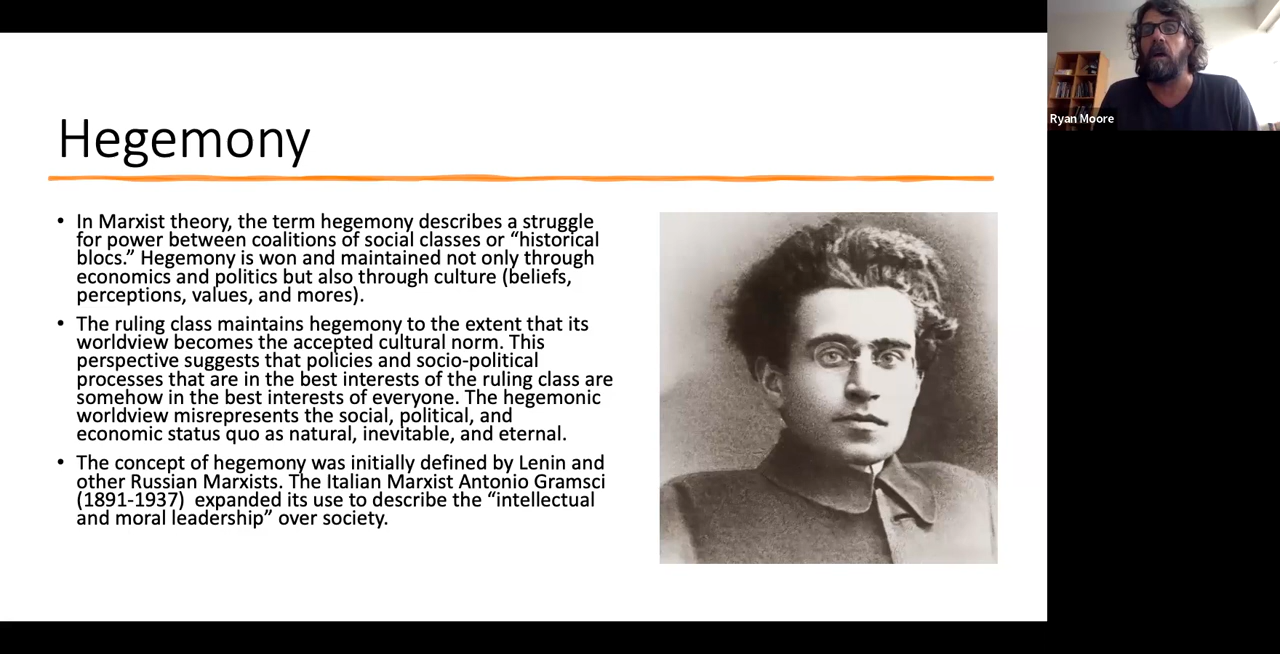 Hegemony
• In Marxist theory, the term hegemony describes a struggle
for power between coalitions of social classes or “historical
blocs.” Hegemony is won and maintained not only through
economics and politics but also through culture (beliefs,
perceptions, values, and mores).
• The ruling class maintains hegemony to the extent that its
worldview becomes the accepted cultural norm. This
perspective suggests that policies and socio-political
processes that are in the best interests of the ruling class are
somehow in the best interests of everyone. The hegemonic
worldview misrepresents the social, political, and
economic status quo as natural, inevitable, and eternal.
• The concept of hegemony was initially defined by Lenin and
other Russian Marxists. The Italian Marxist Antonio Gramsci
(1891-1937)  expanded its use to describe the “intellectual
and moral leadership” over society.
Ryan Moore